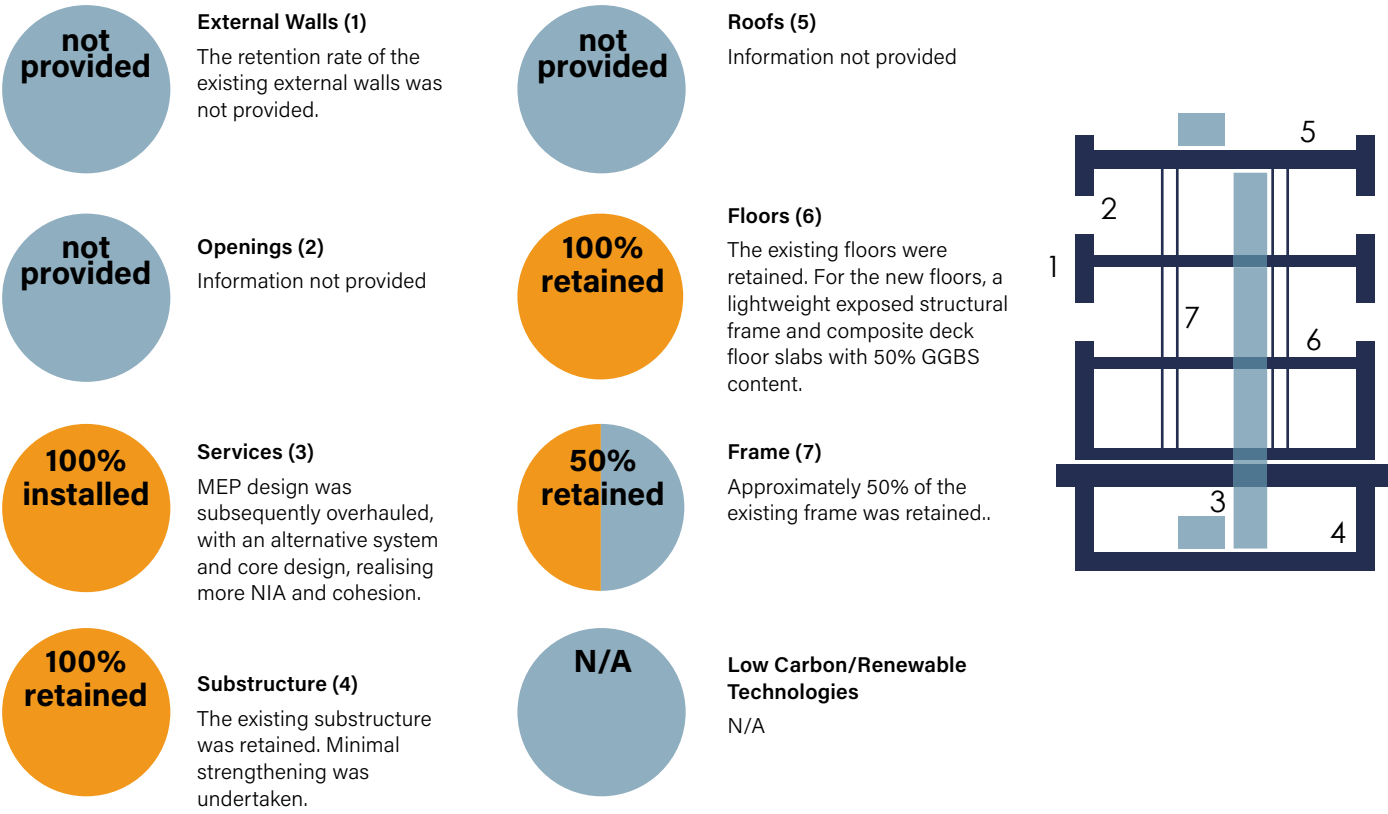 not
provided
External Walls (1)
The retention rate of the
existing external walls was
not provided.
not
provided
Openings (2)
Information not provided
100%
installed
Services (3)
MEP design was
subsequently overhauled,
with an alternative system
and core design, realising
more NIA and cohesion.
100%
retained
Substructure (4)
The existing substructure
was retained. Minimal
strengthening was
undertaken.
not
provided
Roofs (5)
Information not provided
100%
retained
Floors (6)
The existing floors were
retained. For the new floors, a
lightweight exposed structural
frame and composite deck
floor slabs with 50% GGBS
content.
50%
retained
Frame (7)
Approximately 50% of the
existing frame was retained..
N/A
Low Carbon/Renewable
Technologies
N/A
5
2
1
7
6
3
4